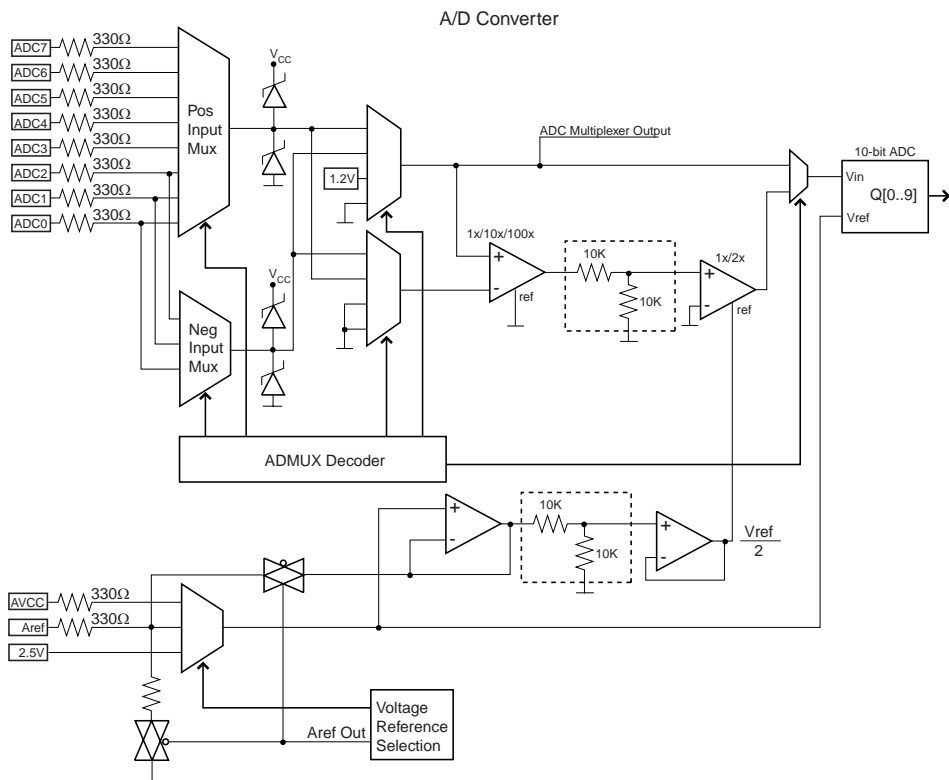 A/D Converter
ADC7 330Ω
ADC6 330Ω
ADC5 330Ω
ADC4 330Ω
ADC3 330Ω
ADC2 330Ω
ADC1 330Ω
ADC0 330Ω
Pos
Input
Mux
VCC
1.2V
ADC Multiplexer Output
10-bit ADC
Vin
Q[0..9]
Vref
1x/10x/100x
+
-
ref
10K
10K
1x/2x
+
-
ref
VCC
Neg
Input
Mux
ADMUX Decoder
+
-
10K
10K
+
-
Vref
2
AVCC 330Ω
Aref 330Ω
2.5V
Aref Out
Voltage
Reference
Selection